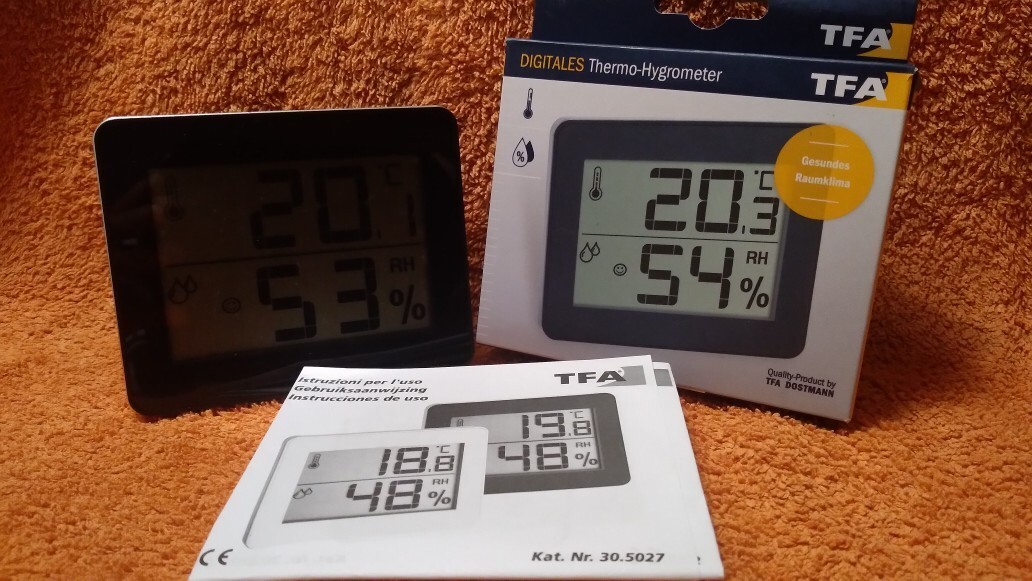 20,1 °C
53 RH %
TFA
DIGITALES Thermo-Hygrometer
TFA
%
Gesundes
Raumklima
20,3 °C
54 RH %
Quality-Product by
TFA DOSTMANN
Istruzioni per l'uso
Gebruiksaanwijzing
Instrucciones de uso
TFA
19,8 °C
48 RH %
18,8 °C
48 RH %
CE
Kat. Nr. 30.5027